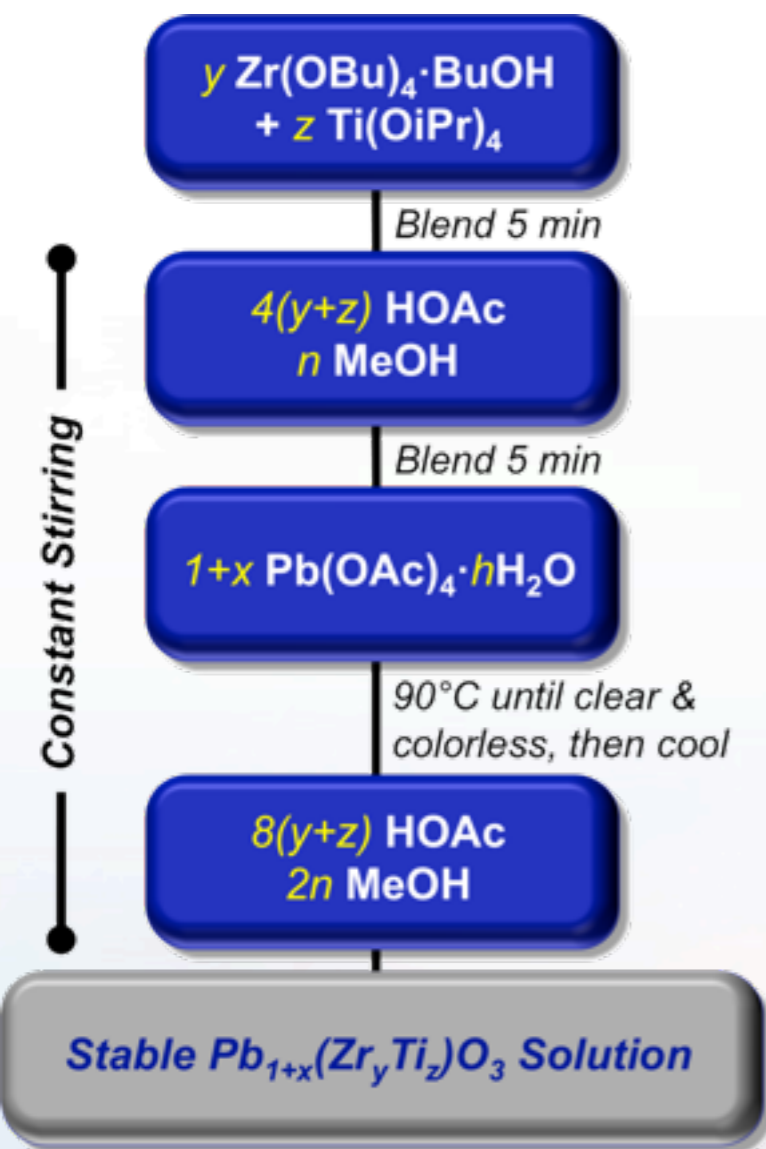 y Zr(OBu)₄·BuOH
+ z Ti(OiPr)₄
Blend 5 min
4(y+z) HOAc
n MeOH
Blend 5 min
1+x Pb(OAc)₄·hH₂O
90°C until clear &
colorless, then cool
8(y+z) HOAc
2n MeOH
Constant Stirring
Stable Pb₁₊ₓ(ZrᵧTi_z)O₃ Solution